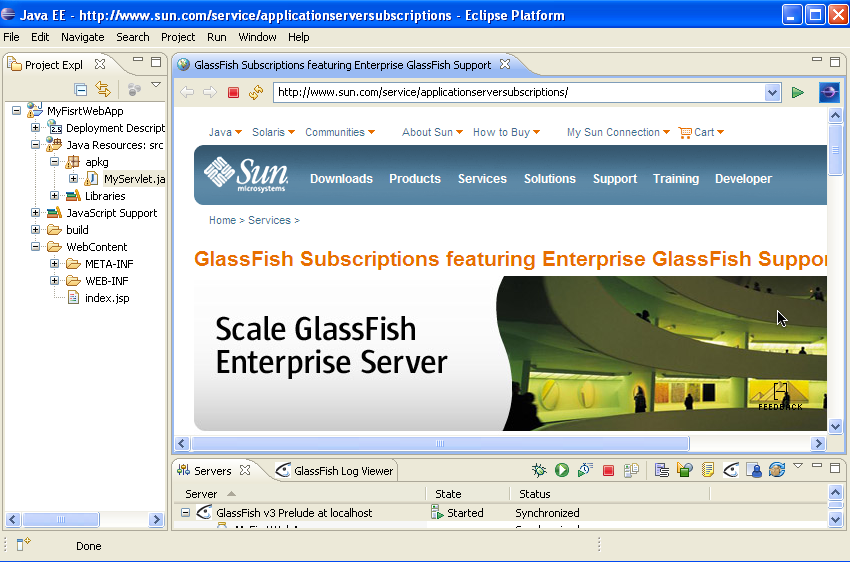 Java EE - http://www.sun.com/service/applicationserversubscriptions - Eclipse Platform
File Edit Navigate Search Project Run Window Help
Project Expl
GlassFish Subscriptions featuring Enterprise GlassFish Support
http://www.sun.com/service/applicationserversubscriptions/
MyFisrtWebApp
Deployment Descript
Java Resources: src
apkg
MyServlet.ja
Libraries
JavaScript Support
build
WebContent
META-INF
WEB-INF
index.jsp
Java Solaris Communities About Sun How to Buy My Sun Connection Cart
Sun microsystems
Downloads Products Services Solutions Support Training Developer
Home > Services >
GlassFish Subscriptions featuring Enterprise GlassFish Suppor
Scale GlassFish
Enterprise Server
FEEDBACK
Servers GlassFish Log Viewer
Server State Status
GlassFish v3 Prelude at localhost Started Synchronized
Done